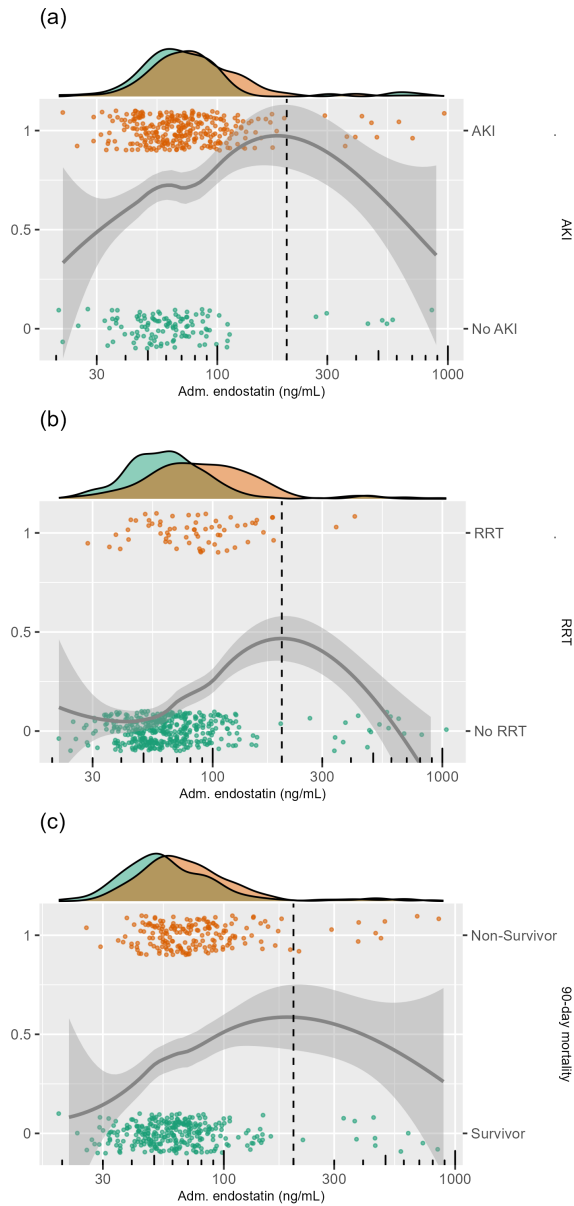 (a)
1
AKI
0.5
AKI
0
No AKI
30 100 300 1000
Adm. endostatin (ng/mL)
(b)
1
RRT
0.5
RRT
0
No RRT
30 100 300 1000
Adm. endostatin (ng/mL)
(c)
1
Non-Survivor
0.5
90-day mortality
0
Survivor
30 100 300 1000
Adm. endostatin (ng/mL)